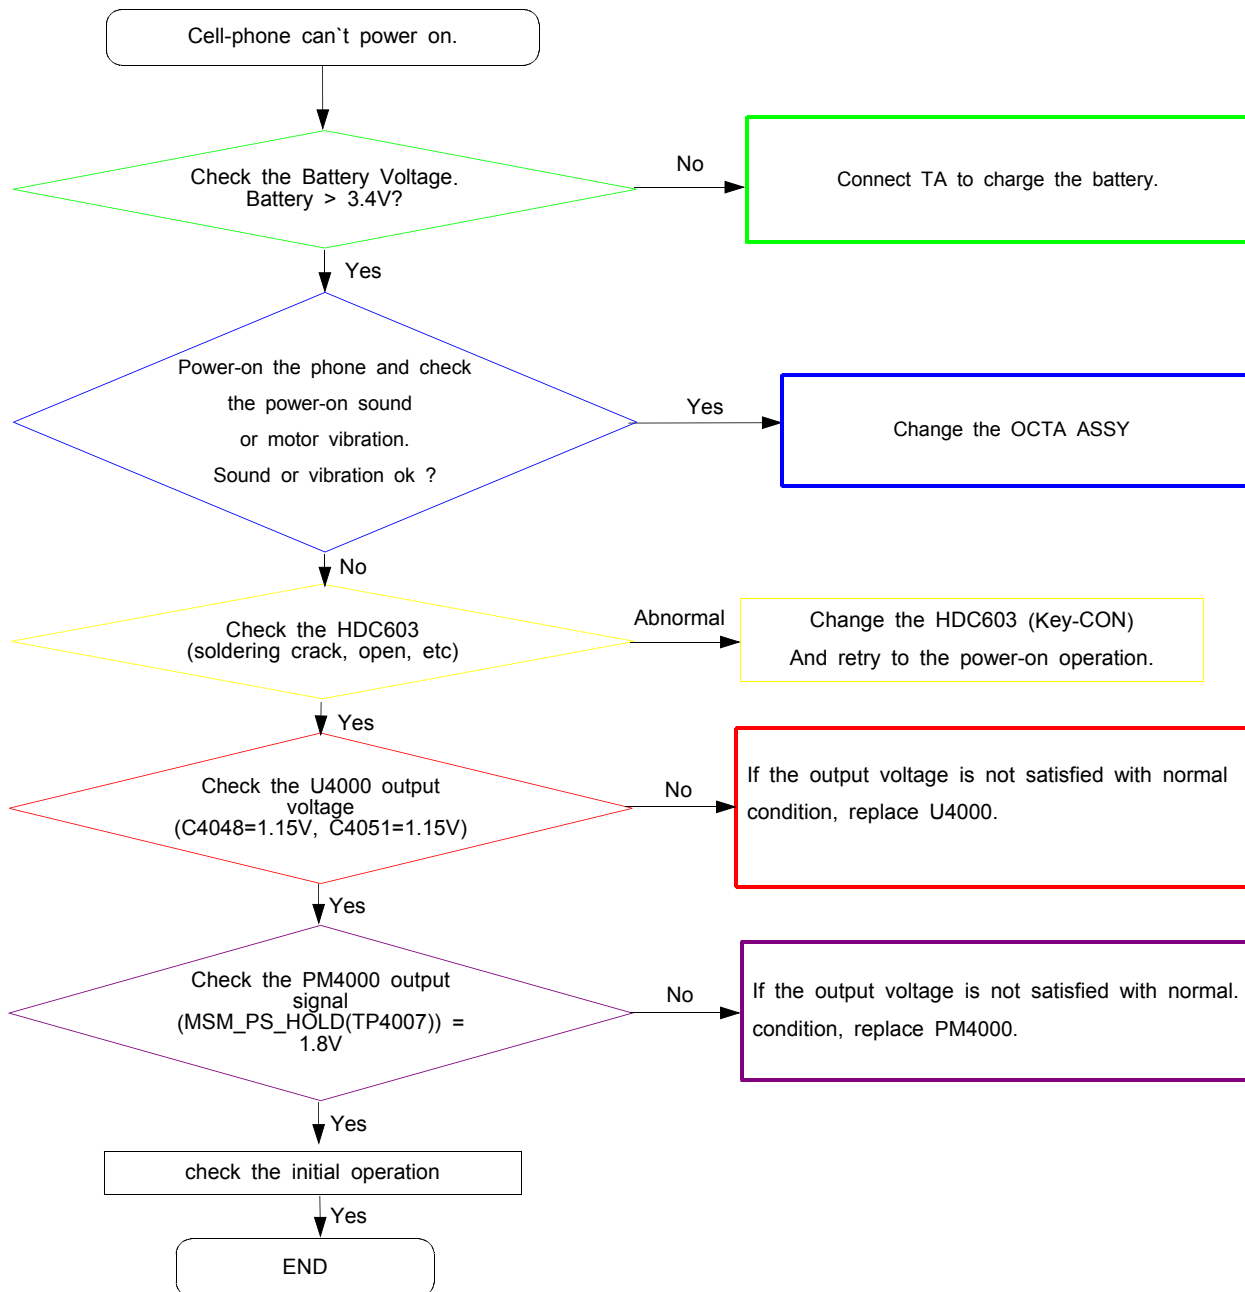 Cell-phone can`t power on.
Check the Battery Voltage.
Battery > 3.4V?
No
Connect TA to charge the battery.
Yes
Power-on the phone and check
the power-on sound
or motor vibration.
Sound or vibration ok ?
Yes
Change the OCTA ASSY
No
Check the HDC603
(soldering crack, open, etc)
Abnormal
Change the HDC603 (Key-CON)
And retry to the power-on operation.
Yes
Check the U4000 output
voltage
(C4048=1.15V, C4051=1.15V)
No
If the output voltage is not satisfied with normal
condition, replace U4000.
Yes
Check the PM4000 output
signal
(MSM_PS_HOLD(TP4007)) =
1.8V
No
If the output voltage is not satisfied with normal.
condition, replace PM4000.
Yes
check the initial operation
Yes
END